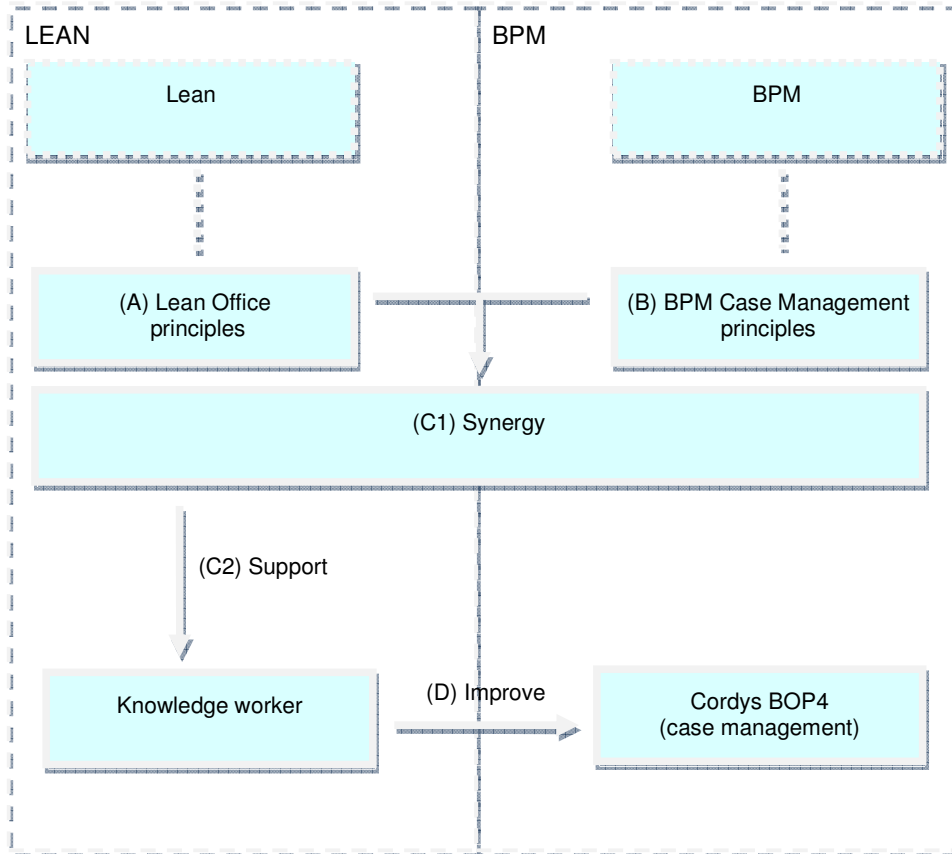 LEAN
BPM
Lean
BPM
(A) Lean Office
principles
(B) BPM Case Management
principles
(C1) Synergy
(C2) Support
Knowledge worker
(D) Improve
Cordys BOP4
(case management)